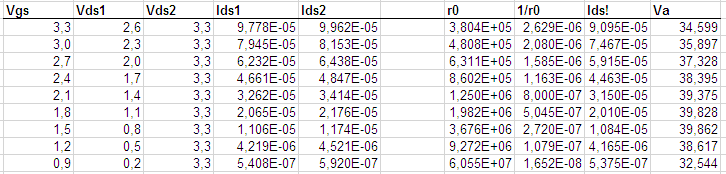 Vgs Vds1 Vds2 Ids1 Ids2 r0 1/r0 Ids! Va
3,3 2,6 3,3 9,778E-05 9,962E-05 3,804E+05 2,629E-06 9,095E-05 34,599
3,0 2,3 3,3 7,945E-05 8,153E-05 4,808E+05 2,080E-06 7,467E-05 35,897
2,7 2,0 3,3 6,232E-05 6,438E-05 6,311E+05 1,585E-06 5,915E-05 37,328
2,4 1,7 3,3 4,661E-05 4,847E-05 8,602E+05 1,163E-06 4,463E-05 38,395
2,1 1,4 3,3 3,262E-05 3,414E-05 1,250E+06 8,000E-07 3,150E-05 39,375
1,8 1,1 3,3 2,065E-05 2,176E-05 1,982E+06 5,045E-07 2,010E-05 39,828
1,5 0,8 3,3 1,106E-05 1,174E-05 3,676E+06 2,720E-07 1,084E-05 39,862
1,2 0,5 3,3 4,219E-06 4,521E-06 9,272E+06 1,079E-07 4,165E-06 38,617
0,9 0,2 3,3 5,408E-07 5,920E-07 6,055E+07 1,652E-08 5,375E-07 32,544